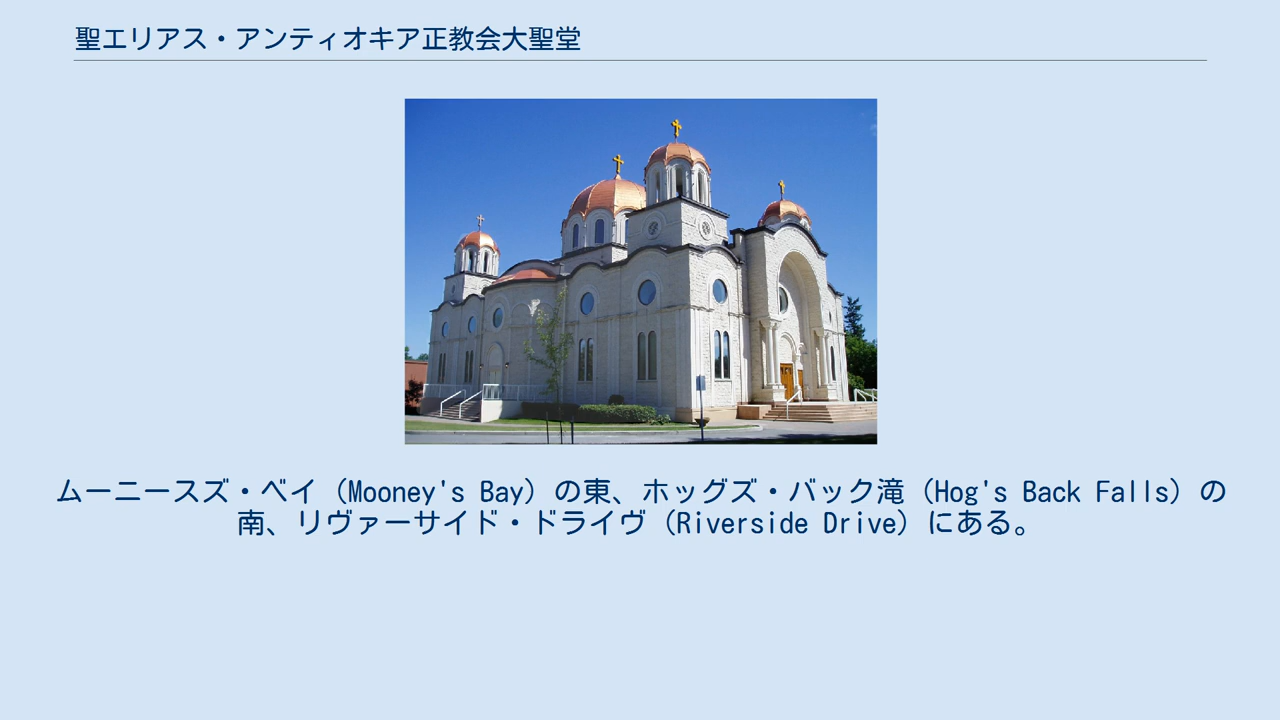 聖エリアス・アンティオキア正教会大聖堂
ムーニースズ・ベイ（Mooney's Bay）の東、ホッグズ・バック滝（Hog's Back Falls）の
南、リヴァーサイド・ドライヴ（Riverside Drive）にある。